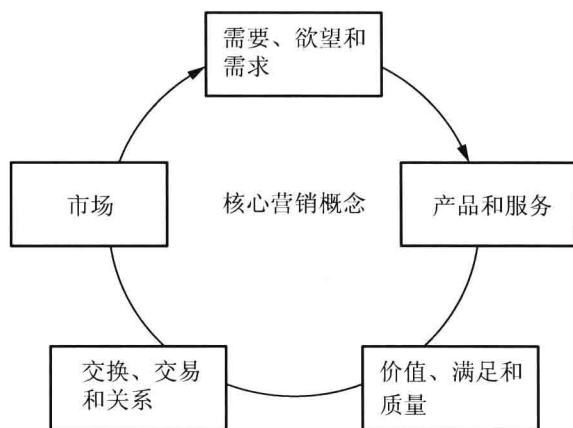 需要、欲望和
需求
市场
核心营销概念
产品和服务
交换、交易
和关系
价值、满足和
质量